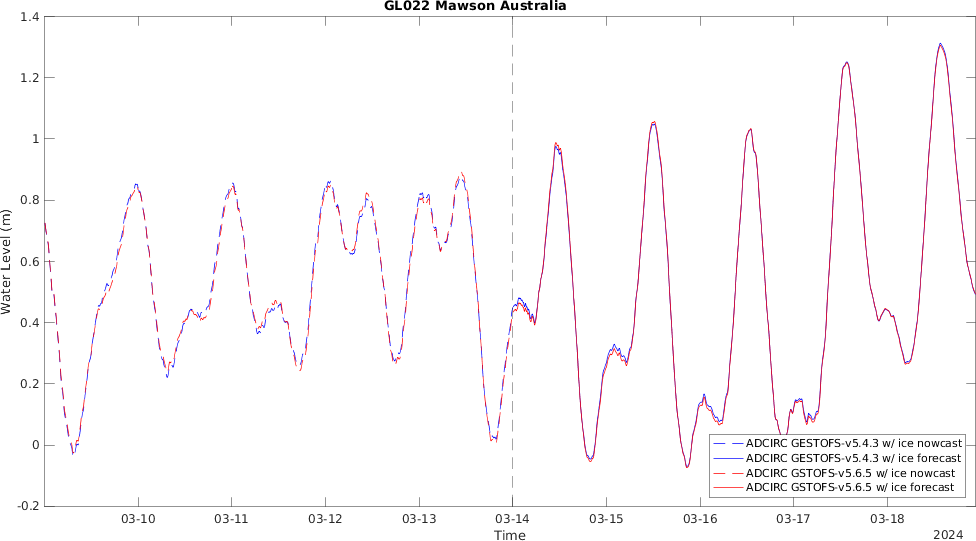 GL022 Mawson Australia
1.4
1.2
1
0.8
0.6
0.4
0.2
0
-0.2
Water Level (m)
ADCIRC GESTOFS-v5.4.3 w/ ice nowcast
ADCIRC GESTOFS-v5.4.3 w/ ice forecast
ADCIRC GSTOFS-v5.6.5 w/ ice nowcast
ADCIRC GSTOFS-v5.6.5 w/ ice forecast
03-10 03-11 03-12 03-13 03-14 03-15 03-16 03-17 03-18
Time
2024